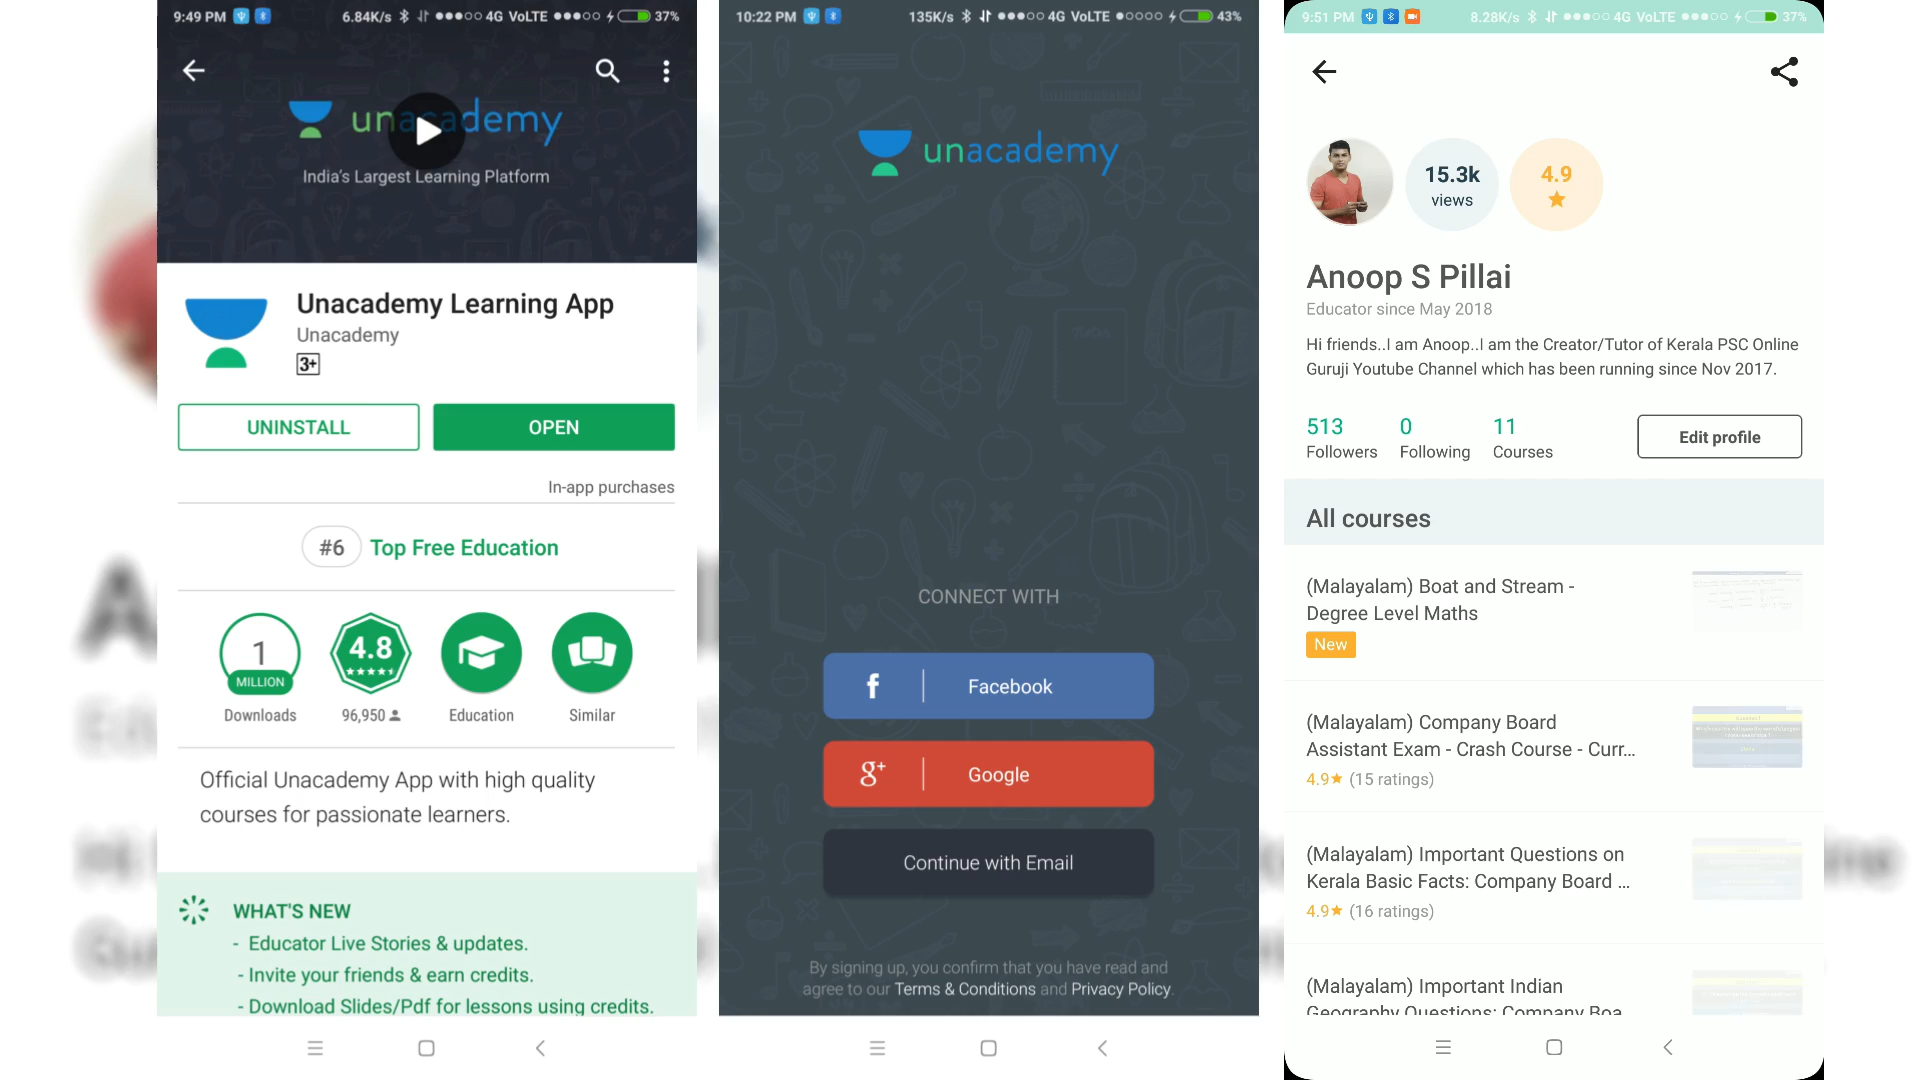 9:49 PM 6.84K/s 4G VoLTE 37%
unacademy
India's Largest Learning Platform
Unacademy Learning App
Unacademy
3+
UNINSTALL OPEN
In-app purchases
#6 Top Free Education
1 MILLION 4.8
Downloads 96,950 Education Similar
Official Unacademy App with high quality
courses for passionate learners.
WHAT'S NEW
- Educator Live Stories & updates.
- Invite your friends & earn credits.
- Download Slides/Pdf for lessons using credits.
10:22 PM 135K/s 4G VoLTE 43%
unacademy
CONNECT WITH
f Facebook
g+ Google
Continue with Email
By signing up, you confirm that you have read and
agree to our Terms & Conditions and Privacy Policy.
9:51 PM 8.28K/s 4G VoLTE 37%
15.3k 4.9
views
Anoop S Pillai
Educator since May 2018
Hi friends..I am Anoop..I am the Creator/Tutor of Kerala PSC Online
Guruji Youtube Channel which has been running since Nov 2017.
513 0 11
Followers Following Courses
Edit profile
All courses
(Malayalam) Boat and Stream -
Degree Level Maths
New
(Malayalam) Company Board
Assistant Exam - Crash Course - Curr...
4.9★ (15 ratings)
(Malayalam) Important Questions on
Kerala Basic Facts: Company Board ...
4.9★ (16 ratings)
(Malayalam) Important Indian
Geography Questions: Company Boa